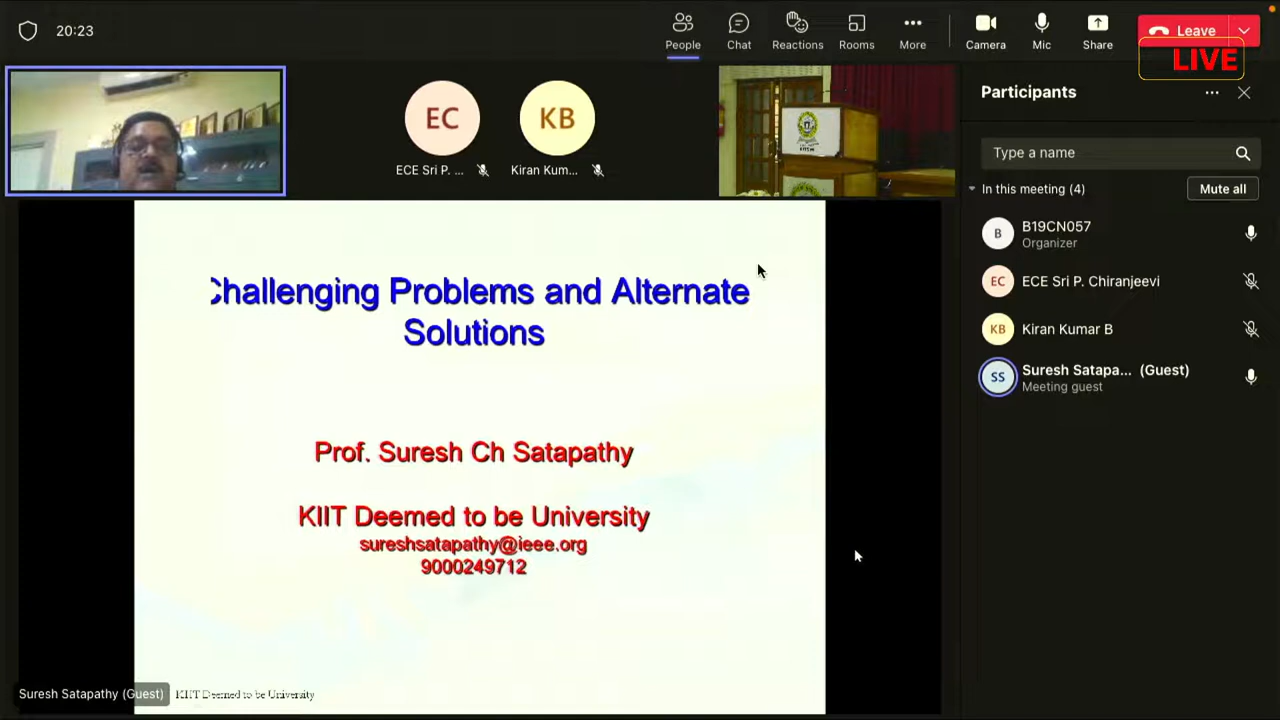 20:23
People
Chat
Reactions
Rooms
More
Camera
Mic
Share
Leave
LIVE
EC
ECE Sri P. ...
KB
Kiran Kum...
Participants
Type a name
In this meeting (4)
Mute all
B
B19CN057
Organizer
EC
ECE Sri P. Chiranjeevi
KB
Kiran Kumar B
SS
Suresh Satapa... (Guest)
Meeting guest
Challenging Problems and Alternate
Solutions
Prof. Suresh Ch Satapathy
KIIT Deemed to be University
sureshsatapathy@ieee.org
9000249712
Suresh Satapathy (Guest)
KIIT Deemed to be University